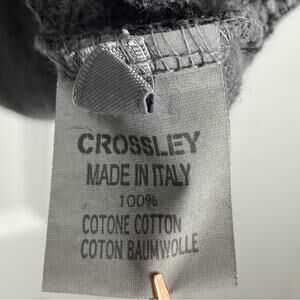 CROSSLEY
MADE IN ITALY
100%
COTONE COTTON
COTON BAUMWOLLE